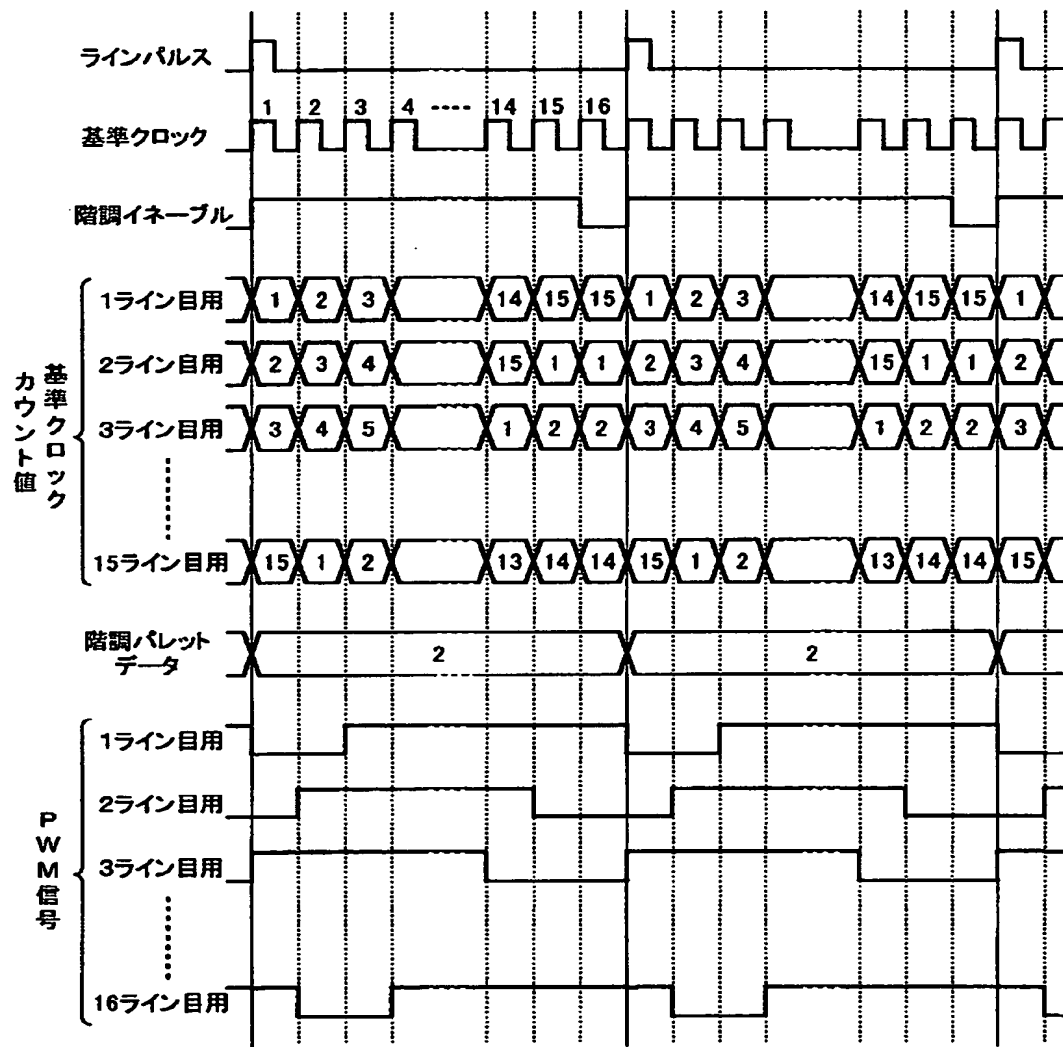 ラインパルス
1 2 3 4 ---- 14 15 16
基準クロック
階調イネーブル
基準クロック
カウント値
1ライン目用 1 2 3 14 15 15 1 2 3 14 15 15 1
2ライン目用 2 3 4 15 1 1 2 3 4 15 1 1 2
3ライン目用 3 4 5 1 2 2 3 4 5 1 2 2 3
15ライン目用 15 1 2 13 14 14 15 1 2 13 14 14 15
階調パレット
データ
2 2
PWM信号
1ライン目用
2ライン目用
3ライン目用
16ライン目用